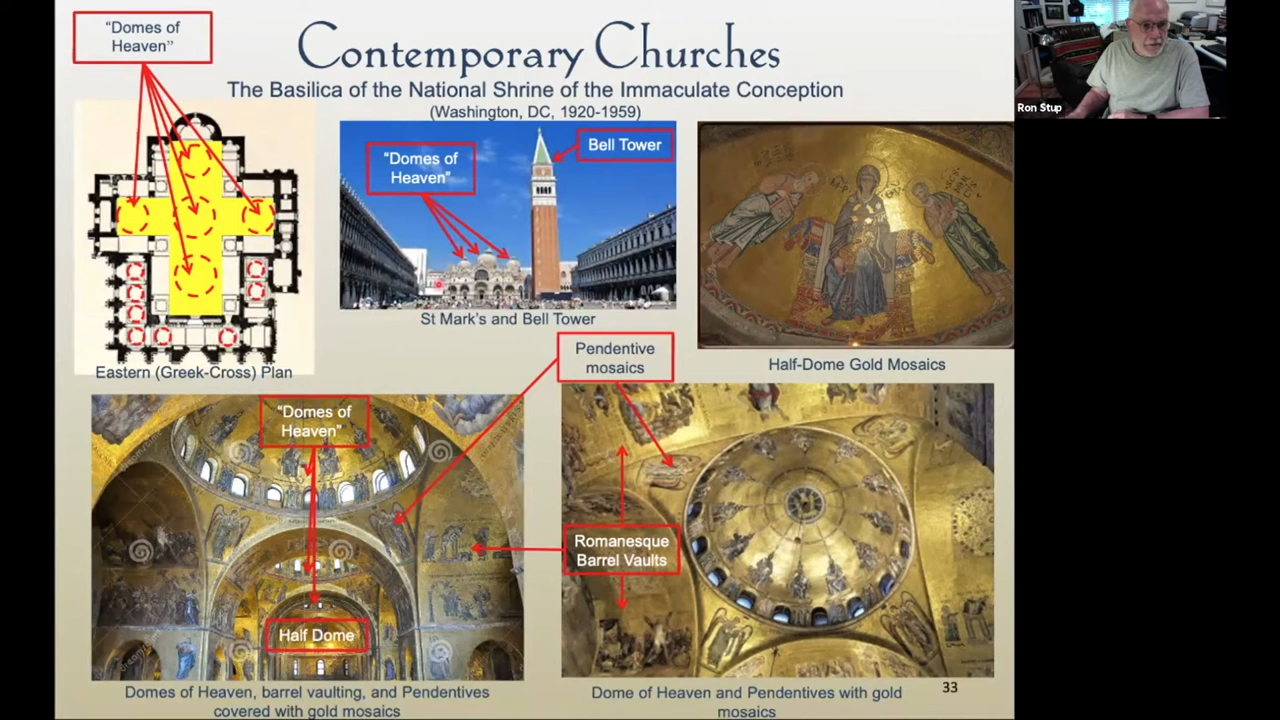 "Domes of
Heaven"
Contemporary Churches
The Basilica of the National Shrine of the Immaculate Conception
(Washington, DC, 1920-1959)
Ron Stup
"Domes of
Heaven"
Bell Tower
St Mark's and Bell Tower
Eastern (Greek-Cross) Plan
Half-Dome Gold Mosaics
Pendentive
mosaics
"Domes of
Heaven"
Romanesque
Barrel Vaults
Half Dome
Domes of Heaven, barrel vaulting, and Pendentives
covered with gold mosaics
Dome of Heaven and Pendentives with gold
mosaics
33